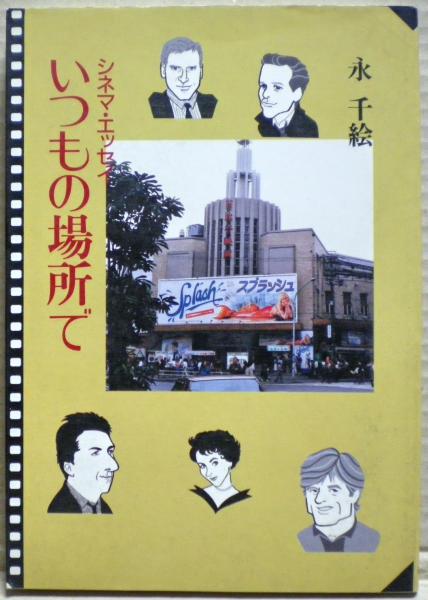 永 千絵
シネマ・エッセイ
いつもの場所で
Splash
スプラッシュ